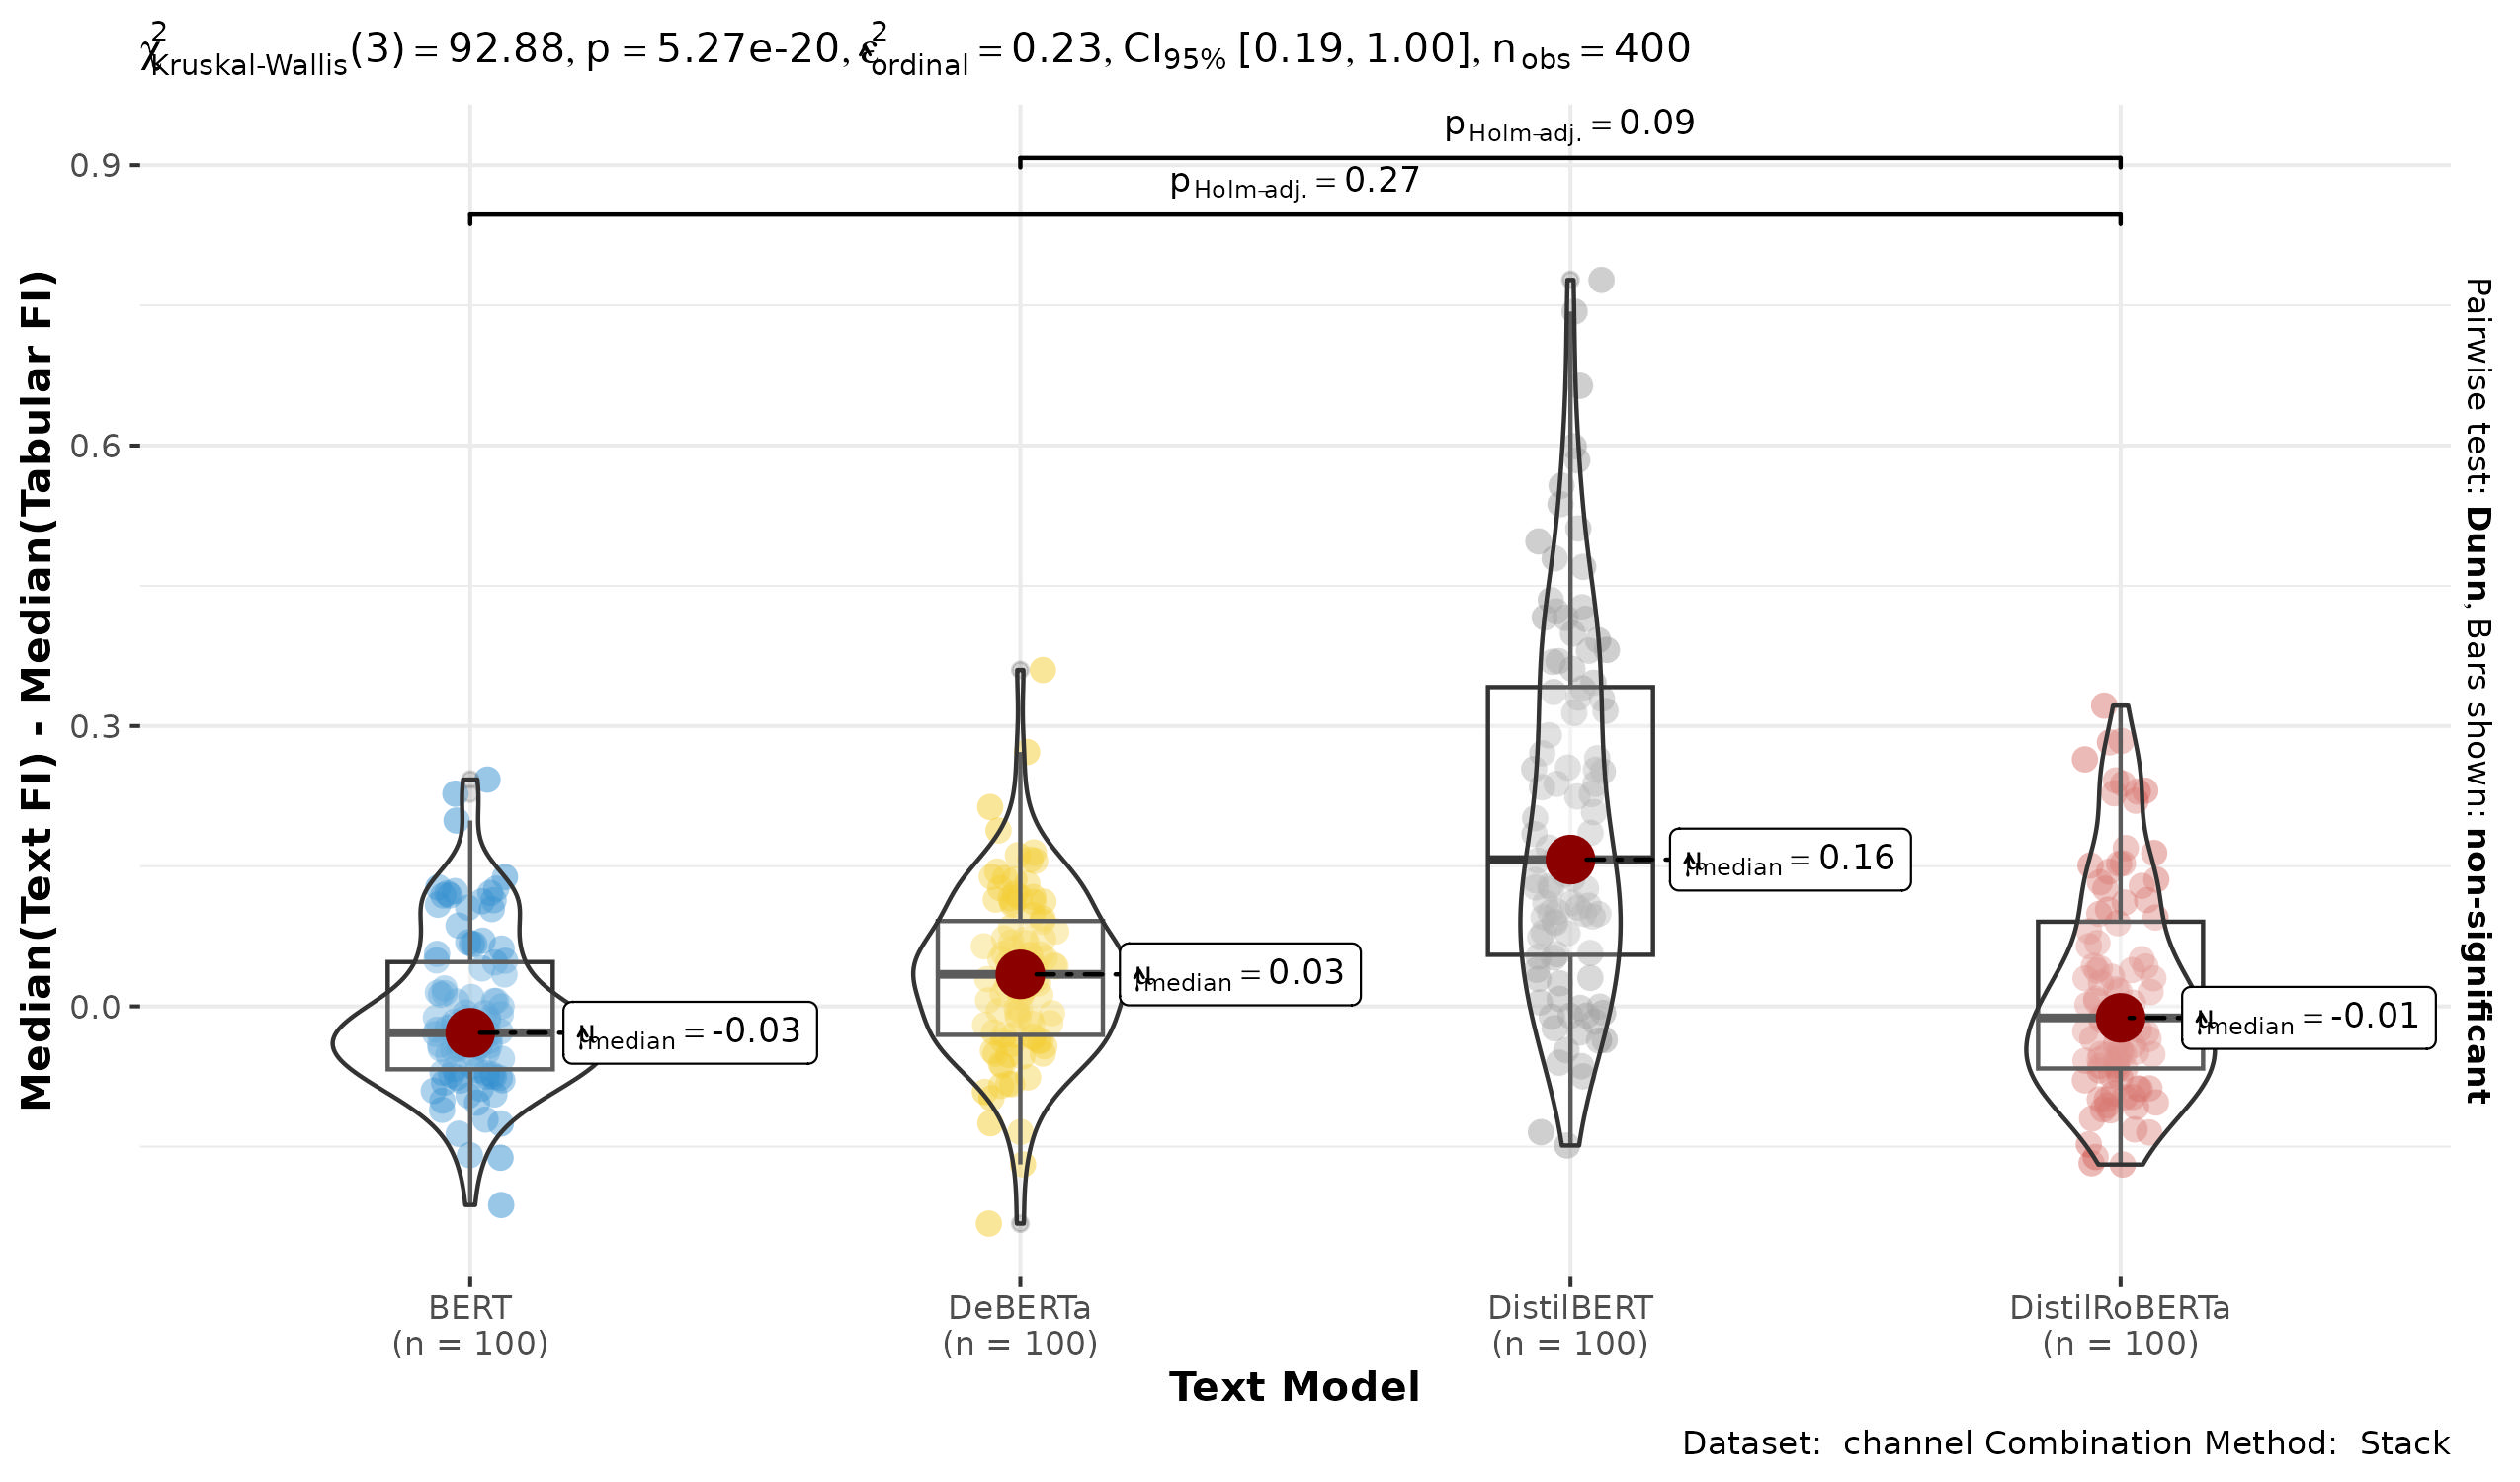 χ²Kruskal-Wallis(3) = 92.88, p = 5.27e-20, ε²ordinal = 0.23, CI95% [0.19, 1.00], nobs = 400
pHolm-adj. = 0.09
pHolm-adj. = 0.27
0.9
0.6
0.3
0.0
Median(Text FI) - Median(Tabular FI)
μ̂median = -0.03
μ̂median = 0.03
μ̂median = 0.16
μ̂median = -0.01
Pairwise test: Dunn, Bars shown: non-significant
BERT
(n = 100)
DeBERTa
(n = 100)
DistilBERT
(n = 100)
DistilRoBERTa
(n = 100)
Text Model
Dataset: channel Combination Method: Stack